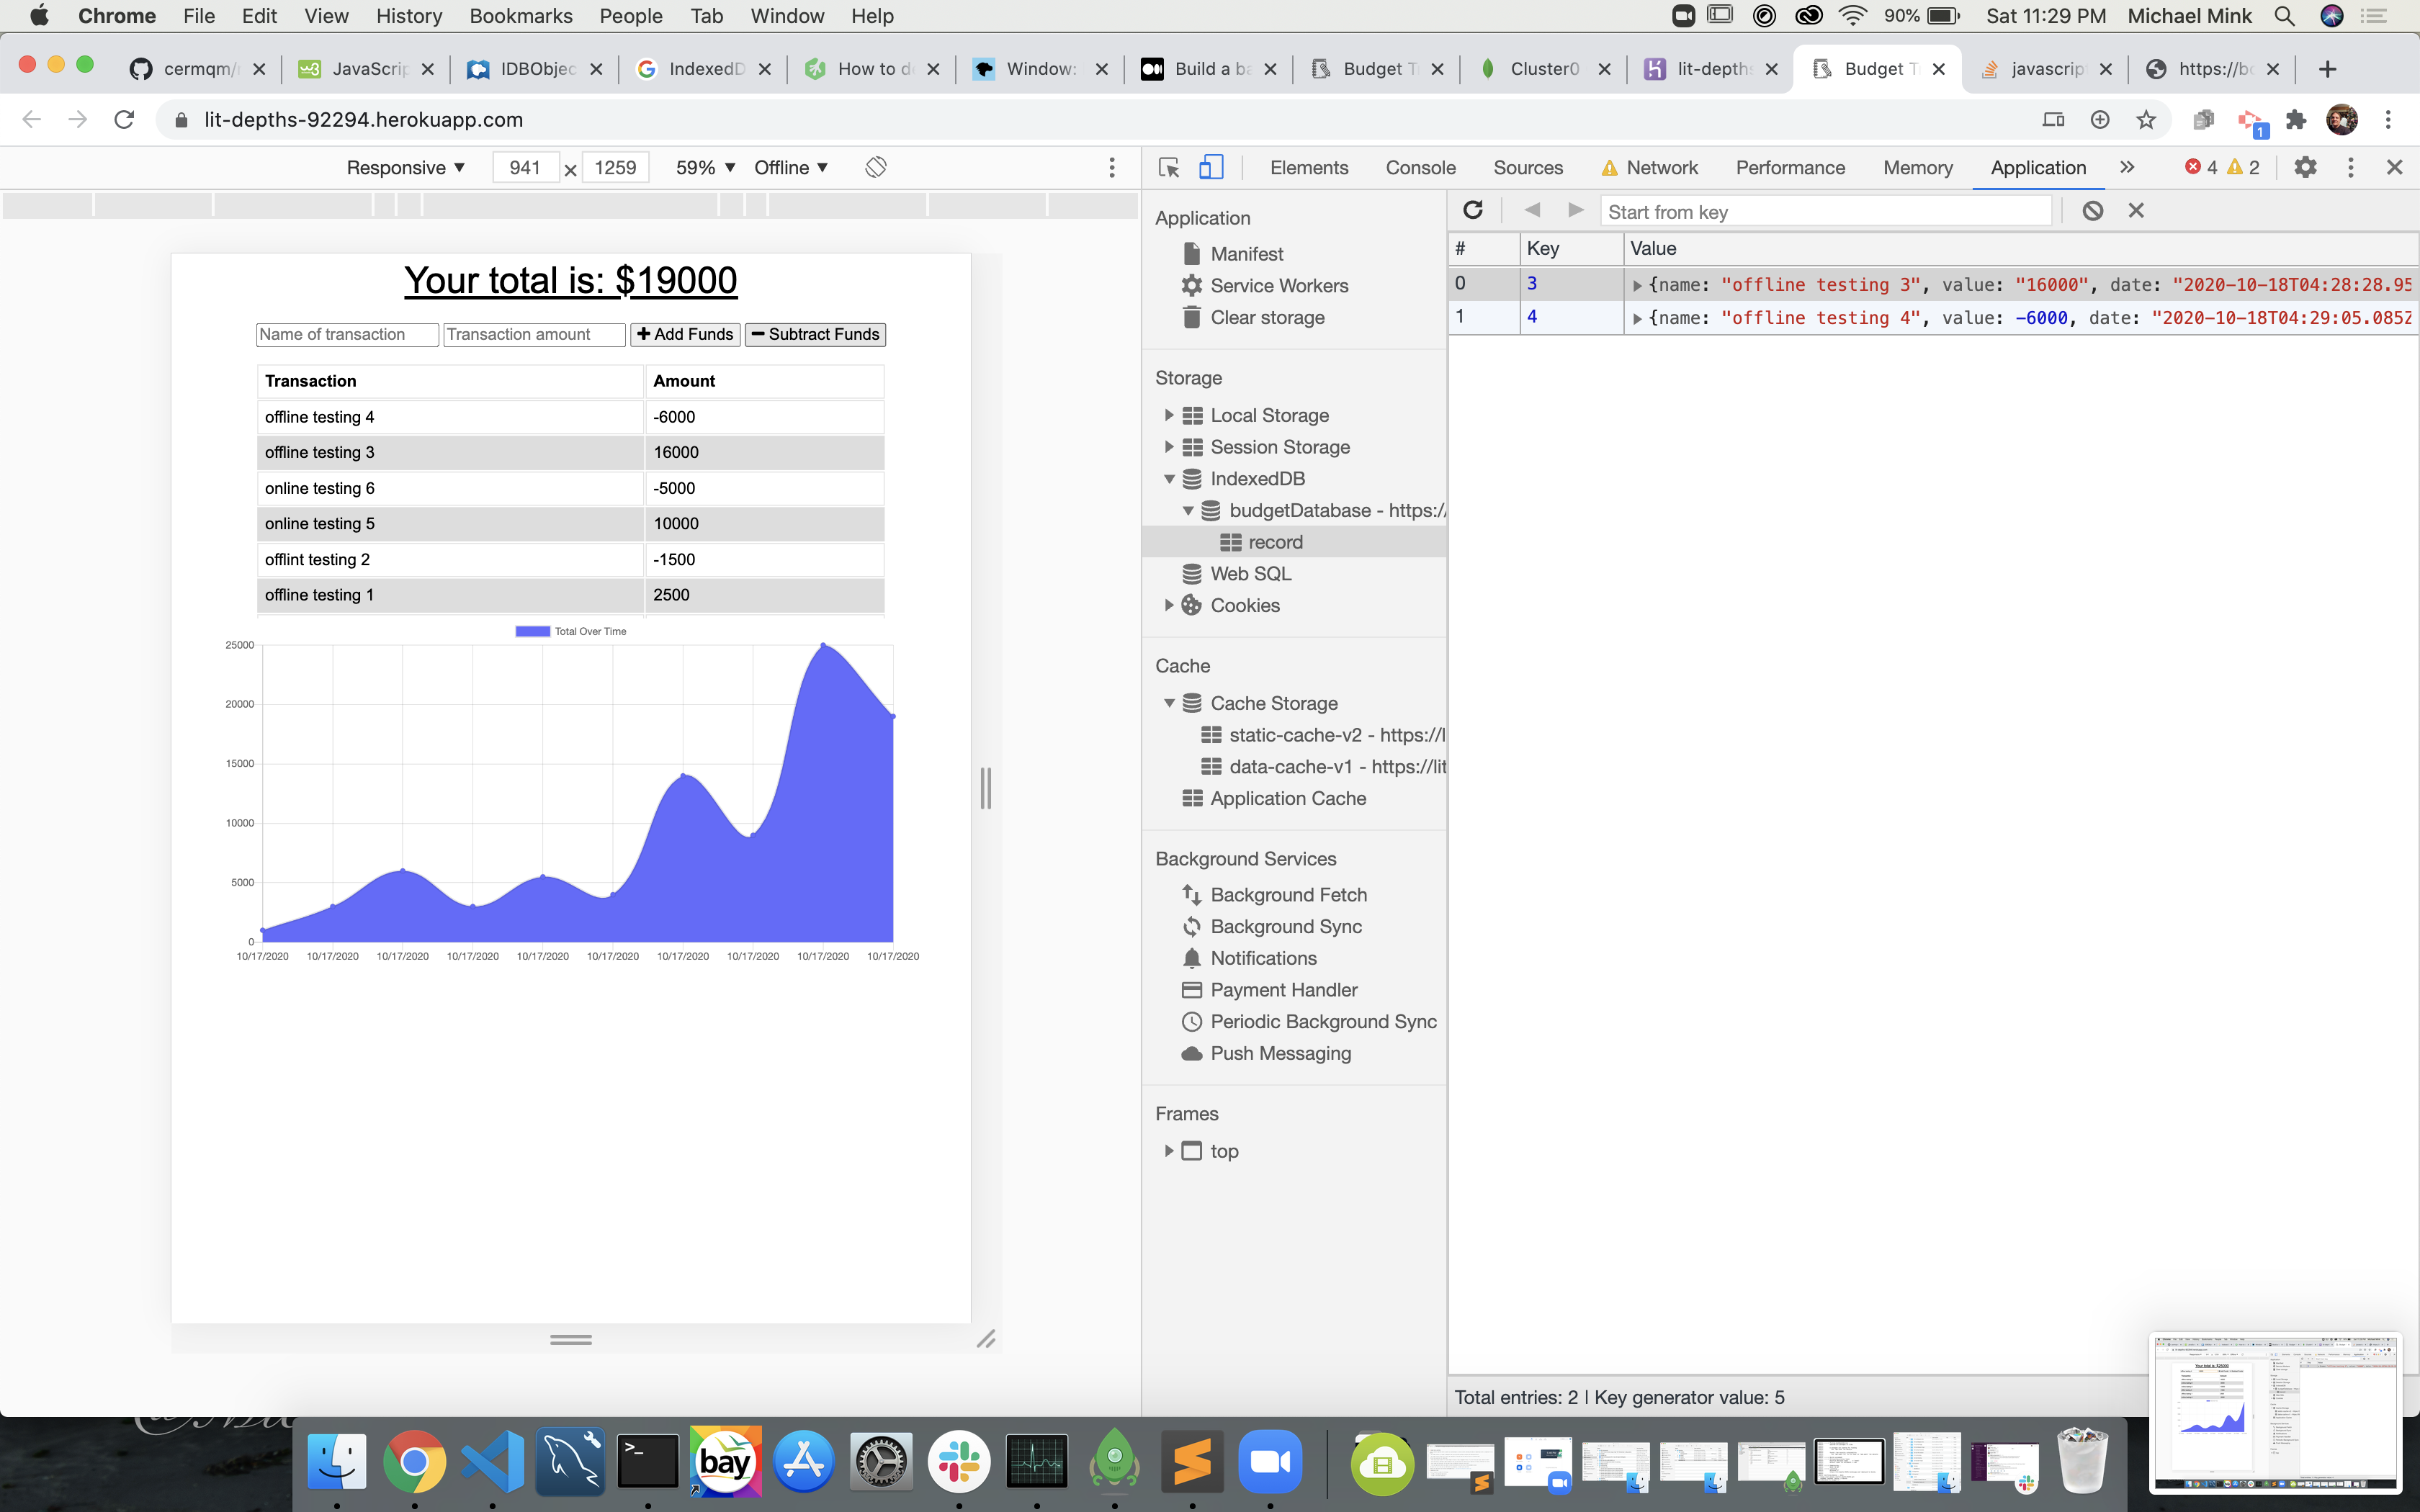 Chrome File Edit View History Bookmarks People Tab Window Help 90% Sat 11:29 PM Michael Mink
cermqm/ JavaScrip IDBObjec IndexedD How to d Window: Build a ba Budget T Cluster0 lit-depths Budget T javascrip https://bo
lit-depths-92294.herokuapp.com 1
Responsive 941 × 1259 59% Offline
Elements Console Sources Network Performance Memory Application 4 2
Start from key
Your total is: $19000
Name of transaction Transaction amount Add Funds Subtract Funds
Transaction Amount
offline testing 4 -6000
offline testing 3 16000
online testing 6 -5000
online testing 5 10000
offlint testing 2 -1500
offline testing 1 2500
Total Over Time
25000
20000
15000
10000
5000
0
10/17/2020 10/17/2020 10/17/2020 10/17/2020 10/17/2020 10/17/2020 10/17/2020 10/17/2020 10/17/2020 10/17/2020
Application
Manifest
Service Workers
Clear storage
Storage
Local Storage
Session Storage
IndexedDB
budgetDatabase - https:/
record
Web SQL
Cookies
Cache
Cache Storage
static-cache-v2 - https://l
data-cache-v1 - https://lit
Application Cache
Background Services
Background Fetch
Background Sync
Notifications
Payment Handler
Periodic Background Sync
Push Messaging
Frames
top
# Key Value
0 3 {name: "offline testing 3", value: "16000", date: "2020-10-18T04:28:28.95
1 4 {name: "offline testing 4", value: -6000, date: "2020-10-18T04:29:05.085Z
Total entries: 2 | Key generator value: 5
bay